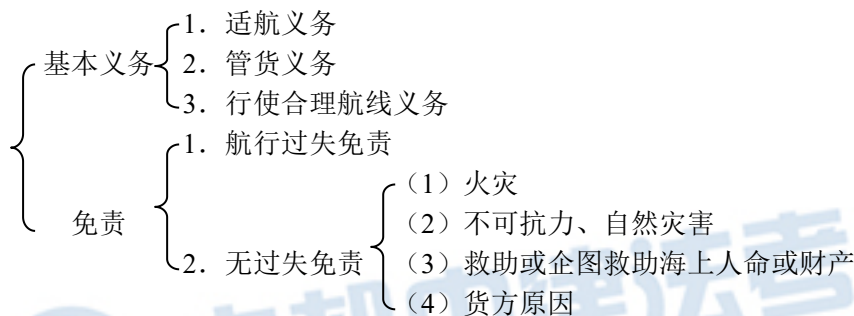 1．适航义务
基本义务
2．管货义务
3．行使合理航线义务
1．航行过失免责
（1）火灾
（2）不可抗力、自然灾害
免责
2．无过失免责
（3）救助或企图救助海上人命或财产
（4）货方原因